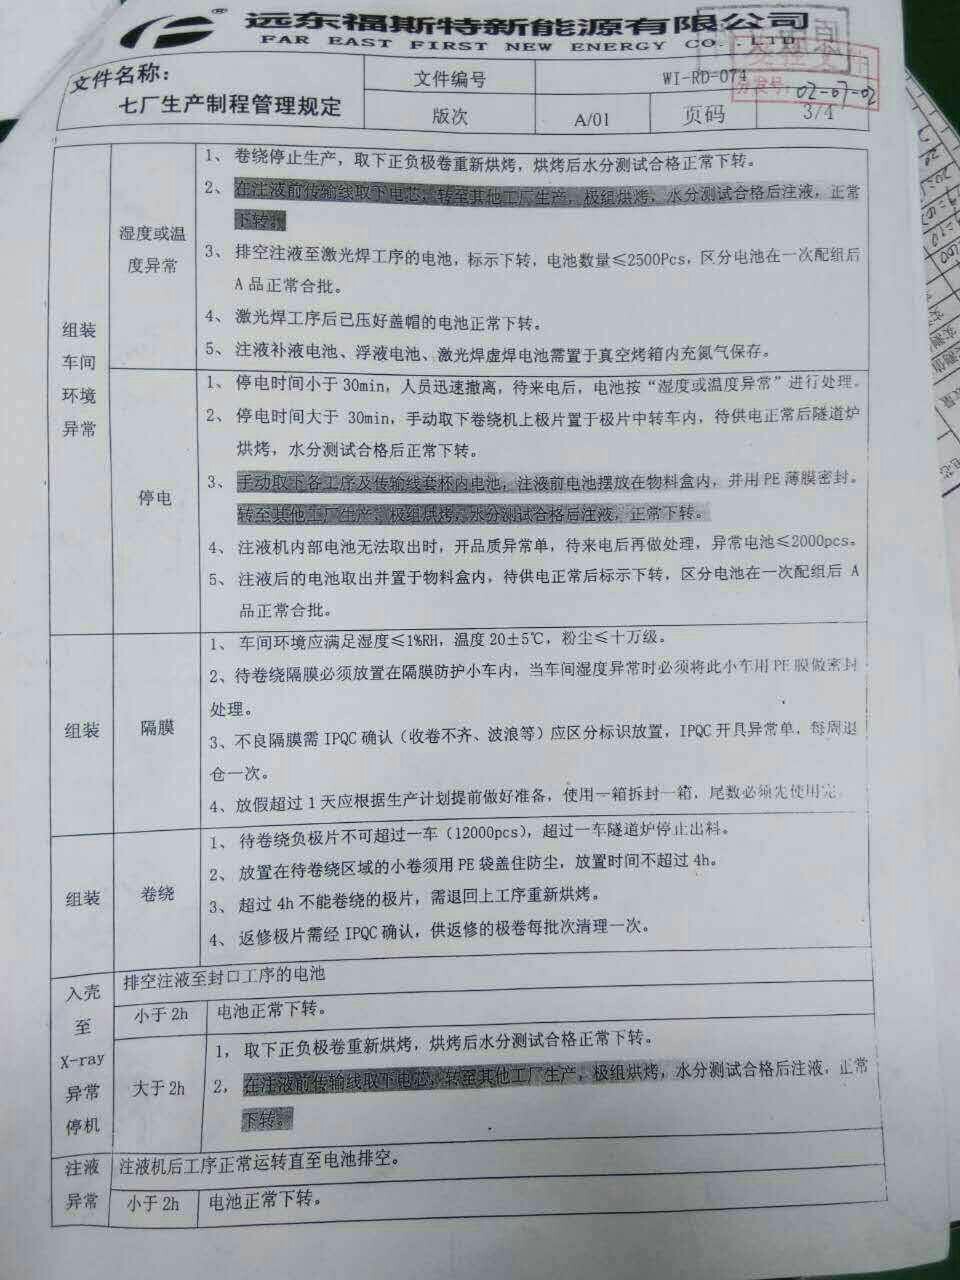 远东福斯特新能源有限公司
FAR EAST FIRST NEW ENERGY CO., LTD
文件名称：
七厂生产制程管理规定
文件编号
WI-RD-074
版次
A/01
页码
3/4
分发号：02-07-02
组装
车间
环境
异常
湿度或温
度异常
1、卷绕停止生产，取下正负极卷重新烘烤，烘烤后水分测试合格正常下转。
2、在注液前传输线取下电芯，转至其他工厂生产，极组烘烤，水分测试合格后注液，正常
下转。
3、排空注液至激光焊工序的电池，标示下转，电池数量≤2500Pcs，区分电池在一次配组后
A品正常合批。
4、激光焊工序后已压好盖帽的电池正常下转。
5、注液补液电池、浮液电池、激光焊虚焊电池需置于真空烤箱内充氮气保存。
停电
1、停电时间小于30min，人员迅速撤离，待来电后，电池按“湿度或温度异常”进行处理。
2、停电时间大于 30min，手动取下卷绕机上极片置于极片中转车内，待供电正常后隧道炉
烘烤，水分测试合格后正常下转。
3、手动取下各工序及传输线套杯内电池，注液前电池摆放在物料盒内，并用PE薄膜密封。
转至其他工厂生产，极组烘烤，水分测试合格后注液，正常下转。
4、注液机内部电池无法取出时，开品质异常单，待来电后再做处理，异常电池≤2000pcs。
5、注液后的电池取出并置于物料盒内，待供电正常后标示下转，区分电池在一次配组后 A
品正常合批。
组装
隔膜
1、车间环境应满足湿度≤1%RH，温度20±5℃，粉尘≤十万级。
2、待卷绕隔膜必须放置在隔膜防护小车内，当车间湿度异常时必须将此小车用PE膜做密封
处理。
3、不良隔膜需IPQC确认（收卷不齐、波浪等）应区分标识放置，IPQC开具异常单，每周退
仓一次。
4、放假超过1天应根据生产计划提前做好准备，使用一箱拆封一箱，尾数必须先使用完。
组装
卷绕
1、待卷绕负极片不可超过一车（12000pcs），超过一车隧道炉停止出料。
2、放置在待卷绕区域的小卷须用PE袋盖住防尘，放置时间不超过4h。
3、超过4h不能卷绕的极片，需退回上工序重新烘烤。
4、返修极片需经IPQC确认，供返修的极卷每批次清理一次。
入壳
至
X-ray
异常
停机
排空注液至封口工序的电池
小于2h
电池正常下转。
大于2h
1，取下正负极卷重新烘烤，烘烤后水分测试合格正常下转。
2，在注液前传输线取下电芯，转至其他工厂生产，极组烘烤，水分测试合格后注液，正常
下转。
注液
异常
注液机后工序正常运转直至电池排空。
小于2h
电池正常下转。